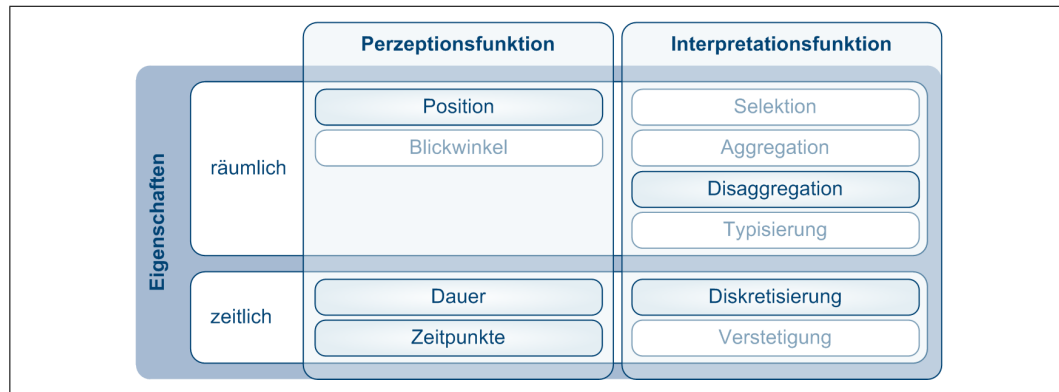 Perzeptionsfunktion
Interpretationsfunktion
Eigenschaften
räumlich
Position
Blickwinkel
Selektion
Aggregation
Disaggregation
Typisierung
zeitlich
Dauer
Zeitpunkte
Diskretisierung
Verstetigung